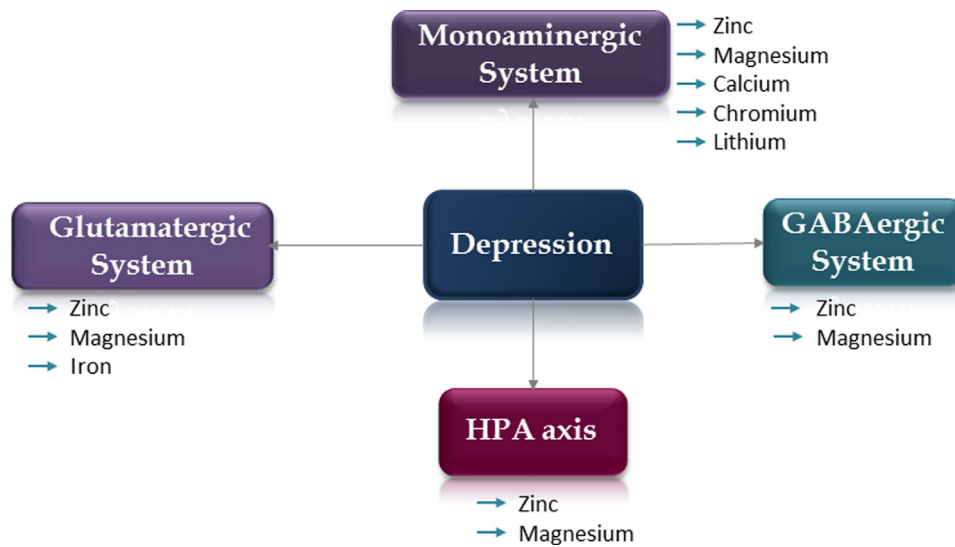 Monoaminergic
System
Zinc
Magnesium
Calcium
Chromium
Lithium
Glutamatergic
System
Zinc
Magnesium
Iron
Depression
GABAergic
System
Zinc
Magnesium
HPA axis
Zinc
Magnesium